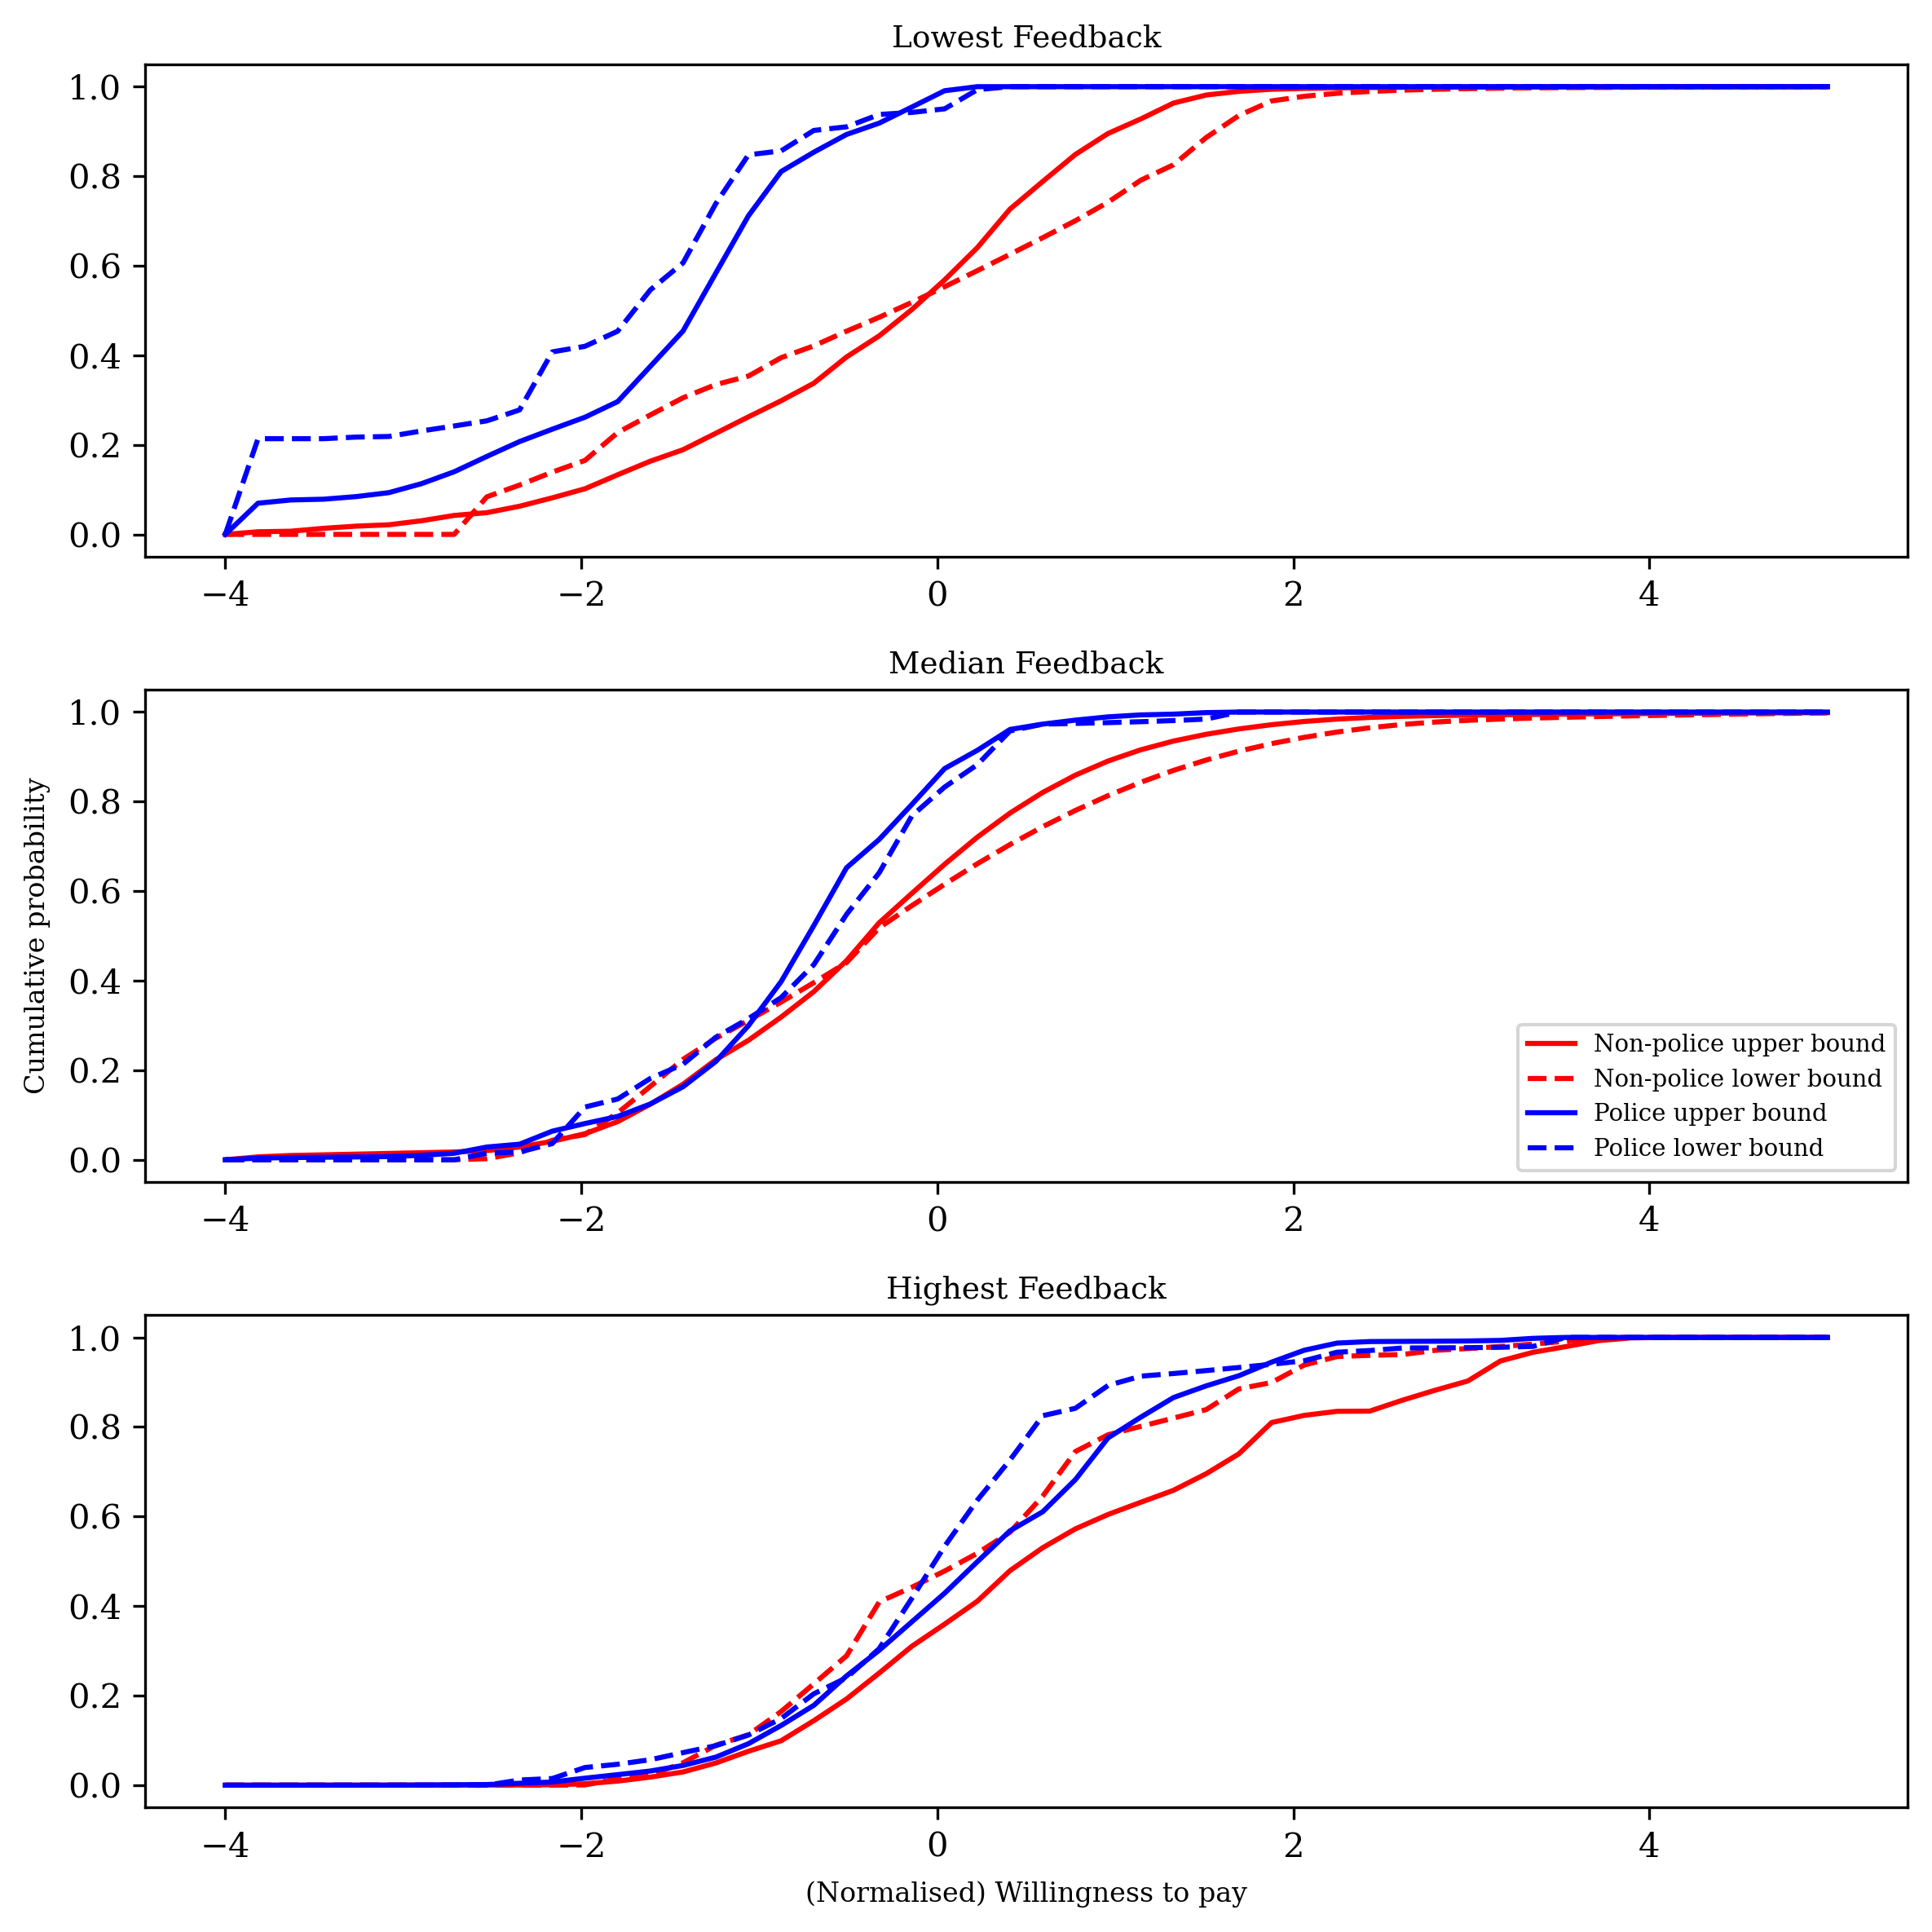 Lowest Feedback
1.0
0.8
0.6
0.4
0.2
0.0
−4 −2 0 2 4
Median Feedback
Cumulative probability
1.0
0.8
0.6
0.4
0.2
0.0
Non-police upper bound
Non-police lower bound
Police upper bound
Police lower bound
−4 −2 0 2 4
Highest Feedback
1.0
0.8
0.6
0.4
0.2
0.0
−4 −2 0 2 4
(Normalised) Willingness to pay